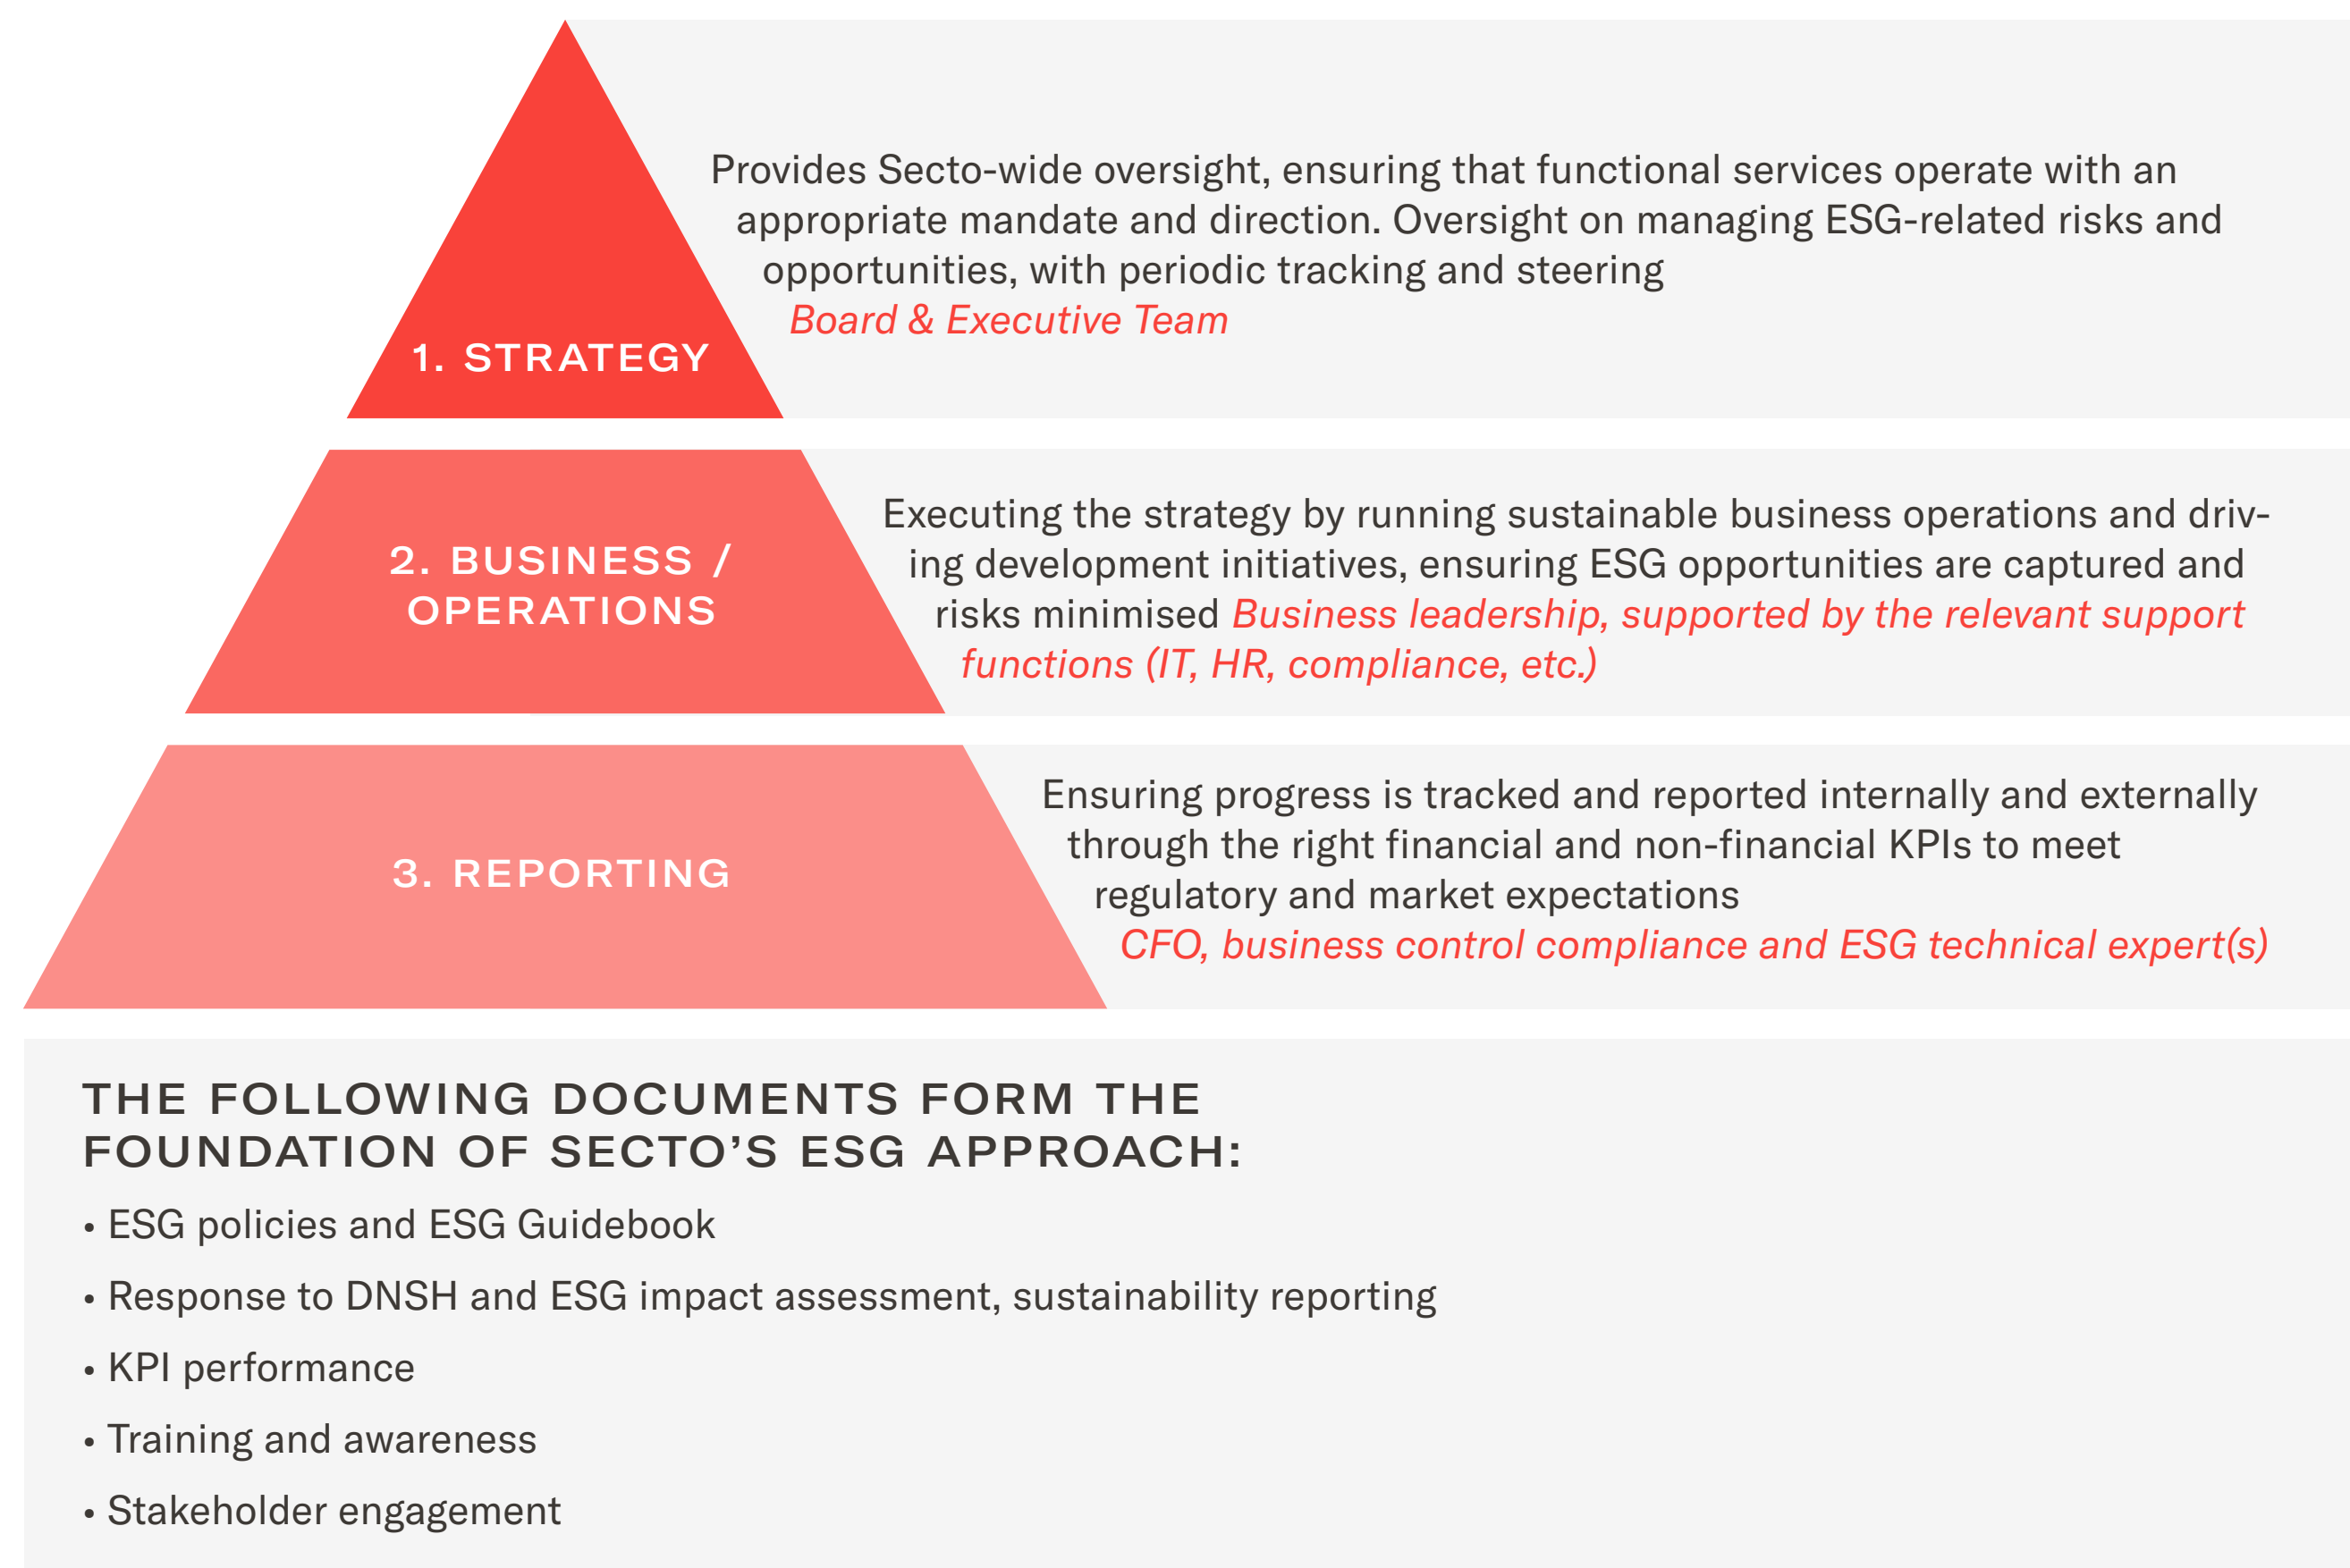 Provides Secto-wide oversight, ensuring that functional services operate with an
appropriate mandate and direction. Oversight on managing ESG-related risks and
opportunities, with periodic tracking and steering
Board & Executive Team
1. STRATEGY
Executing the strategy by running sustainable business operations and driv-
ing development initiatives, ensuring ESG opportunities are captured and
risks minimised Business leadership, supported by the relevant support
functions (IT, HR, compliance, etc.)
2. BUSINESS /
OPERATIONS
Ensuring progress is tracked and reported internally and externally
through the right financial and non-financial KPIs to meet
regulatory and market expectations
CFO, business control compliance and ESG technical expert(s)
3. REPORTING
THE FOLLOWING DOCUMENTS FORM THE
FOUNDATION OF SECTO’S ESG APPROACH:
• ESG policies and ESG Guidebook
• Response to DNSH and ESG impact assessment, sustainability reporting
• KPI performance
• Training and awareness
• Stakeholder engagement